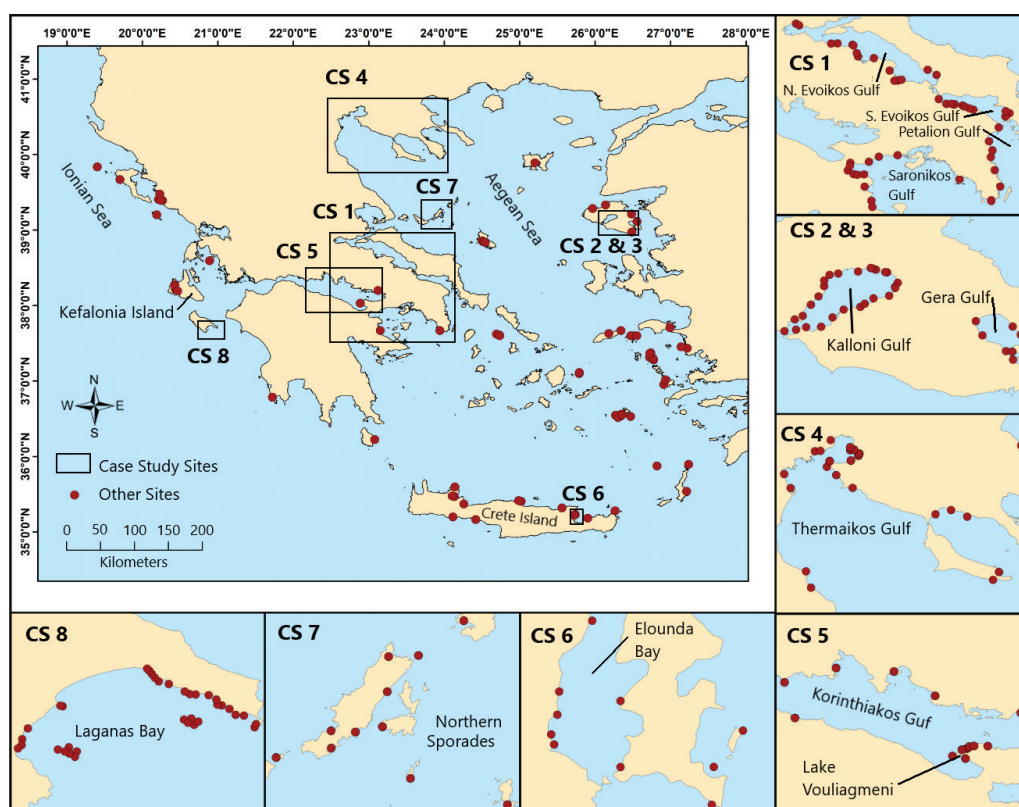 19°0'0"E 20°0'0"E 21°0'0"E 22°0'0"E 23°0'0"E 24°0'0"E 25°0'0"E 26°0'0"E 27°0'0"E 28°0'0"E
41°0'0"N
40°0'0"N
39°0'0"N
38°0'0"N
37°0'0"N
36°0'0"N
35°0'0"N
CS 4
CS 7
CS 1
CS 5
CS 2 & 3
CS 8
CS 6
Ionian Sea
Aegean Sea
Kefalonia Island
Crete Island
N
W E
S
Case Study Sites
Other Sites
0 50 100 150 200
Kilometers
CS 1
N. Evoikos Gulf
S. Evoikos Gulf
Petalion Gulf
Saronikos
Gulf
CS 2 & 3
Gera Gulf
Kalloni Gulf
CS 4
Thermaikos Gulf
CS 8
Laganas Bay
CS 7
Northern
Sporades
CS 6
Elounda
Bay
CS 5
Korinthiakos Guf
Lake
Vouliagmeni